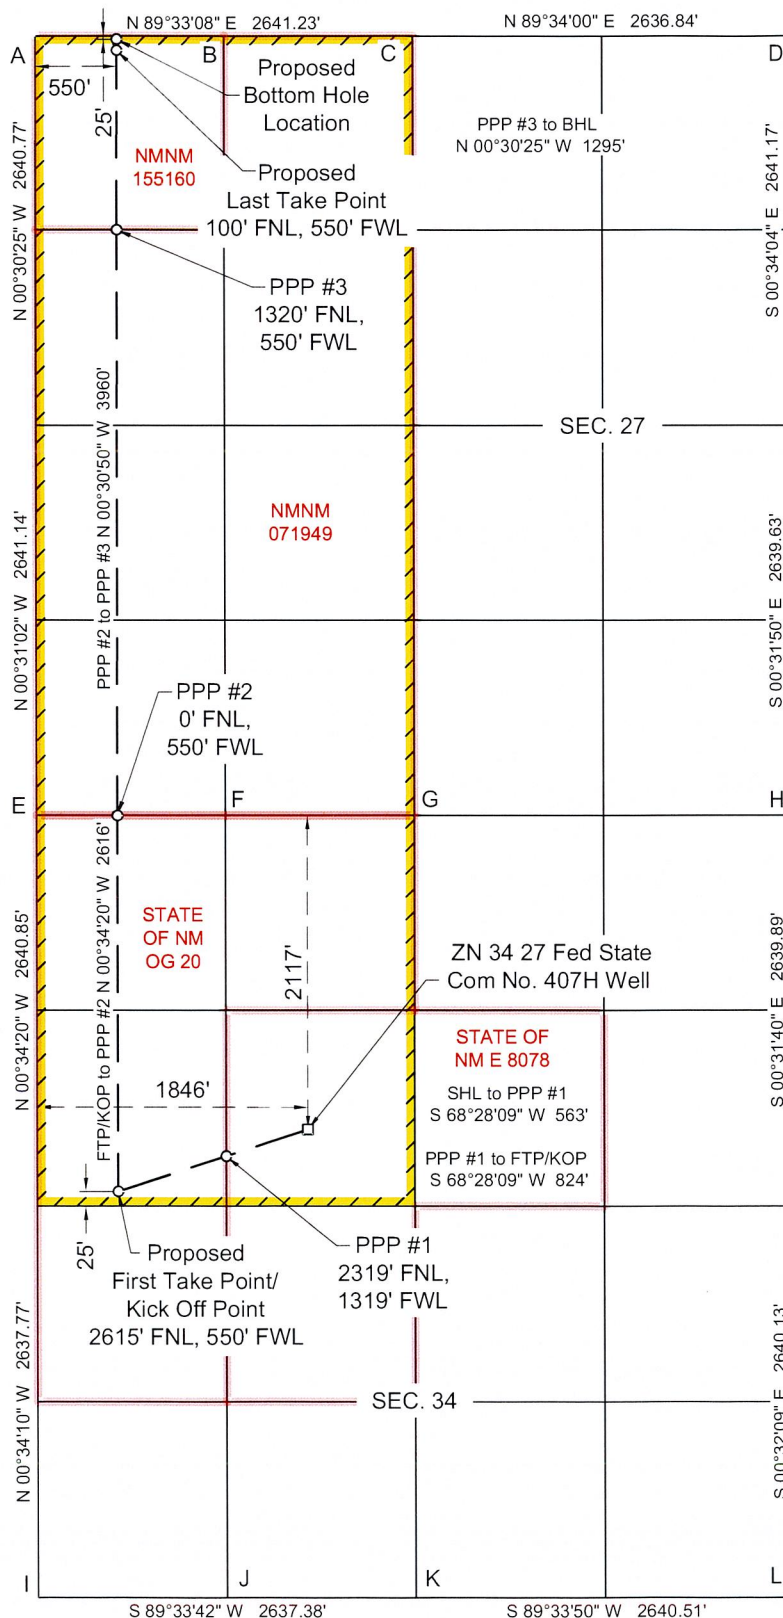 N 89°33'08" E 2641.23'
N 89°34'00" E 2636.84'
A
B
C
D
550'
25'
Proposed
Bottom Hole
Location
PPP #3 to BHL
N 00°30'25" W 1295'
NMNM
155160
Proposed
Last Take Point
100' FNL, 550' FWL
N 00°30'25" W 2640.77'
S 00°34'04" E 2641.17'
PPP #3
1320' FNL,
550' FWL
PPP #2 to PPP #3 N 00°30'50" W 3960'
SEC. 27
NMNM
071949
N 00°31'02" W 2641.14'
S 00°31'50" E 2639.63'
PPP #2
0' FNL,
550' FWL
E
F
G
H
FTP/KOP to PPP #2 N 00°34'20" W 2616'
STATE
OF NM
OG 20
2117'
ZN 34 27 Fed State
Com No. 407H Well
N 00°34'20" W 2640.85'
S 00°31'40" E 2639.89'
STATE OF
NM E 8078
SHL to PPP #1
S 68°28'09" W 563'
PPP #1 to FTP/KOP
S 68°28'09" W 824'
1846'
25'
Proposed
First Take Point/
Kick Off Point
2615' FNL, 550' FWL
PPP #1
2319' FNL,
1319' FWL
N 00°34'10" W 2637.77'
S 00°32'09" E 2640.13'
SEC. 34
I
J
K
L
S 89°33'42" W 2637.38'
S 89°33'50" W 2640.51'